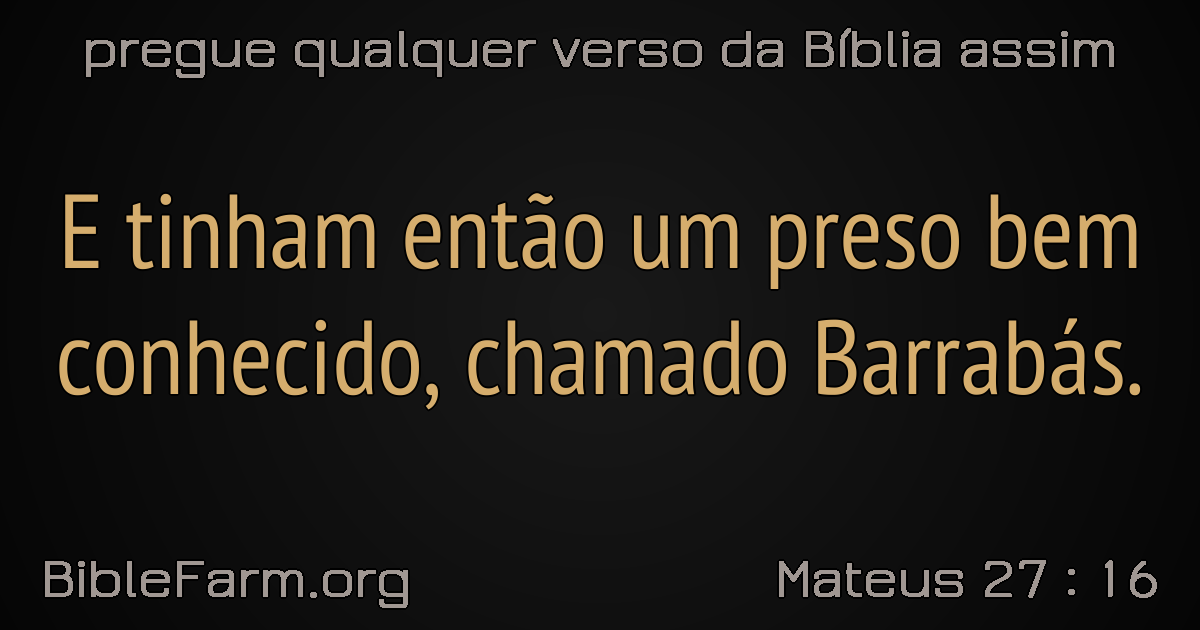 pregue qualquer verso da Bíblia assim
E tinham então um preso bem
conhecido, chamado Barrabás.
BibleFarm.org
Mateus 27 : 16